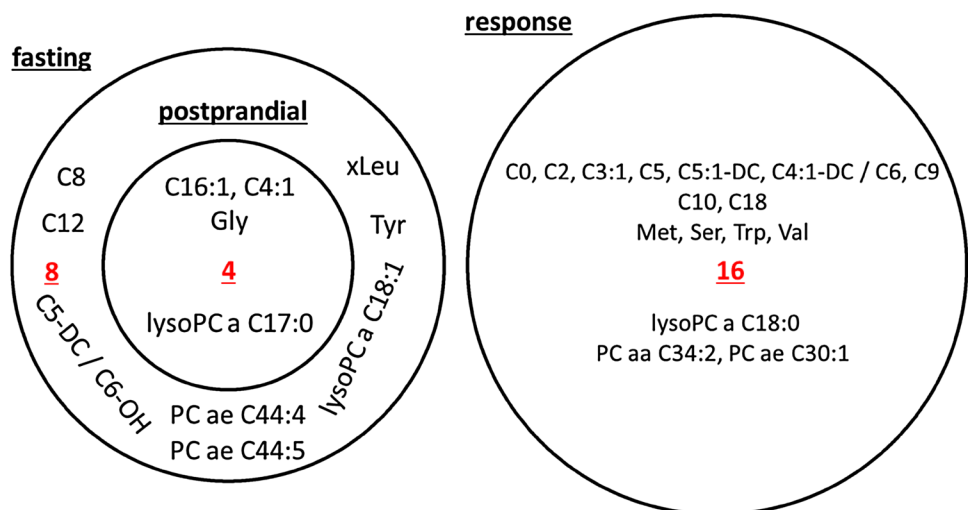 fasting
postprandial
C8
C12
8
C5-DC / C6-OH
C16:1, C4:1
Gly
4
lysoPC a C17:0
xLeu
Tyr
lysoPC a C18:1
PC ae C44:4
PC ae C44:5
response
C0, C2, C3:1, C5, C5:1-DC, C4:1-DC / C6, C9
C10, C18
Met, Ser, Trp, Val
16
lysoPC a C18:0
PC aa C34:2, PC ae C30:1